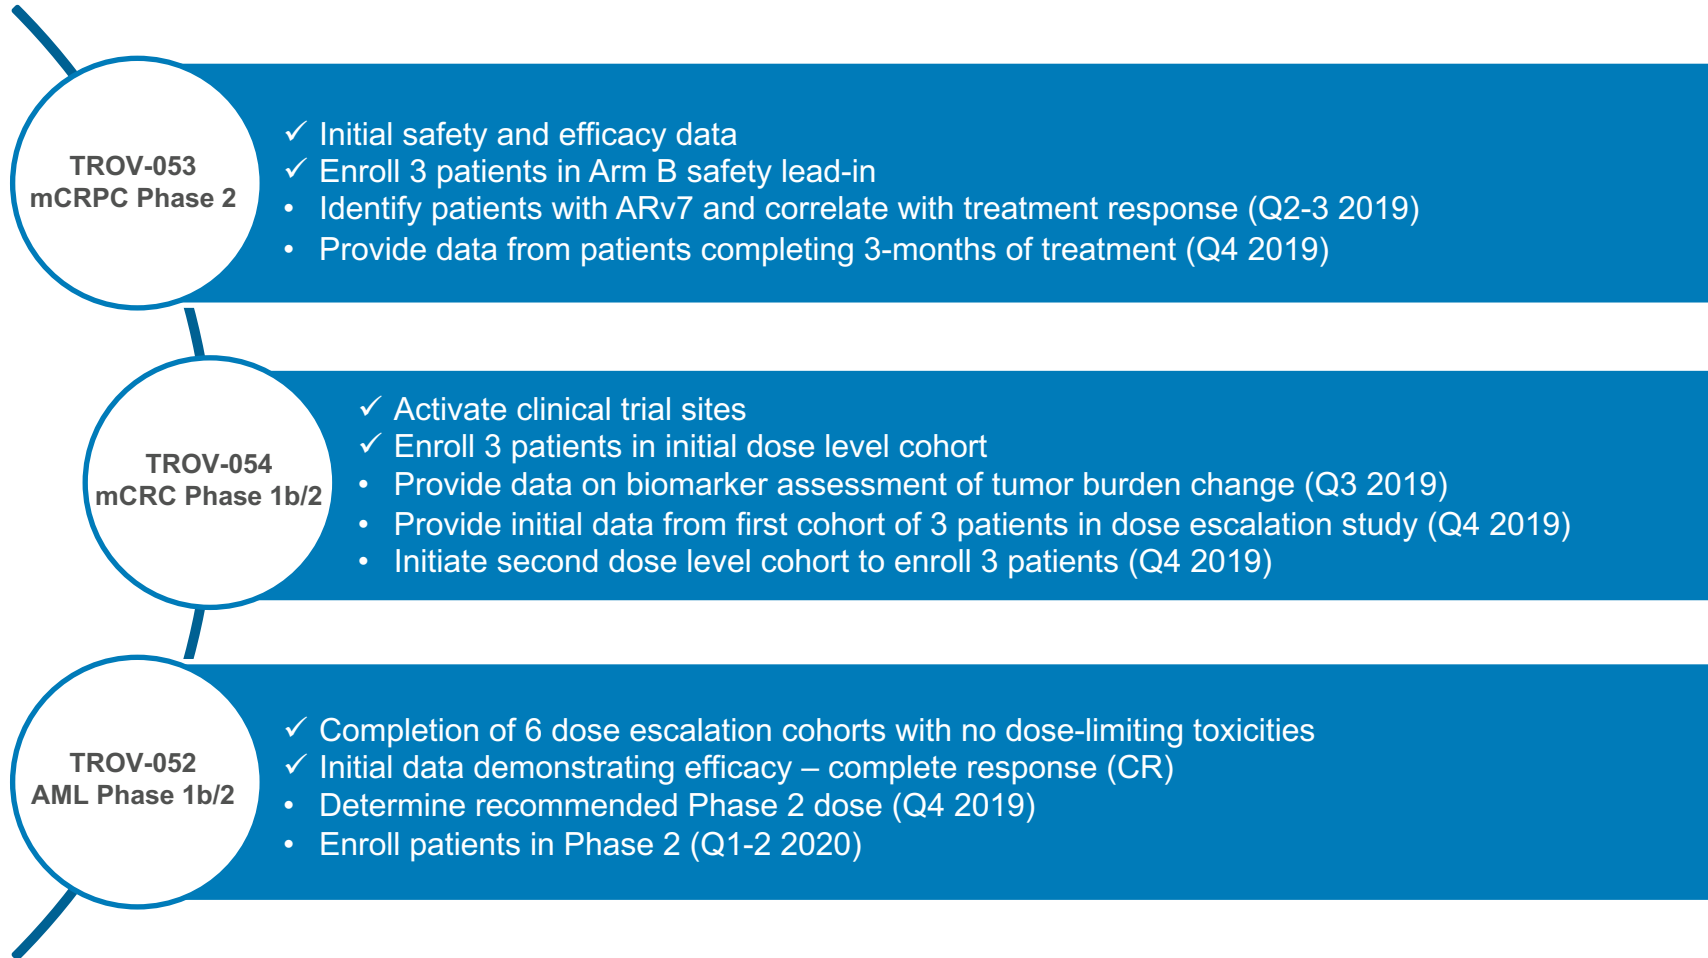 TROV-053
mCRPC Phase 2
✓ Initial safety and efficacy data
✓ Enroll 3 patients in Arm B safety lead-in
• Identify patients with ARv7 and correlate with treatment response (Q2-3 2019)
• Provide data from patients completing 3-months of treatment (Q4 2019)
TROV-054
mCRC Phase 1b/2
✓ Activate clinical trial sites
✓ Enroll 3 patients in initial dose level cohort
• Provide data on biomarker assessment of tumor burden change (Q3 2019)
• Provide initial data from first cohort of 3 patients in dose escalation study (Q4 2019)
• Initiate second dose level cohort to enroll 3 patients (Q4 2019)
TROV-052
AML Phase 1b/2
✓ Completion of 6 dose escalation cohorts with no dose-limiting toxicities
✓ Initial data demonstrating efficacy – complete response (CR)
• Determine recommended Phase 2 dose (Q4 2019)
• Enroll patients in Phase 2 (Q1-2 2020)